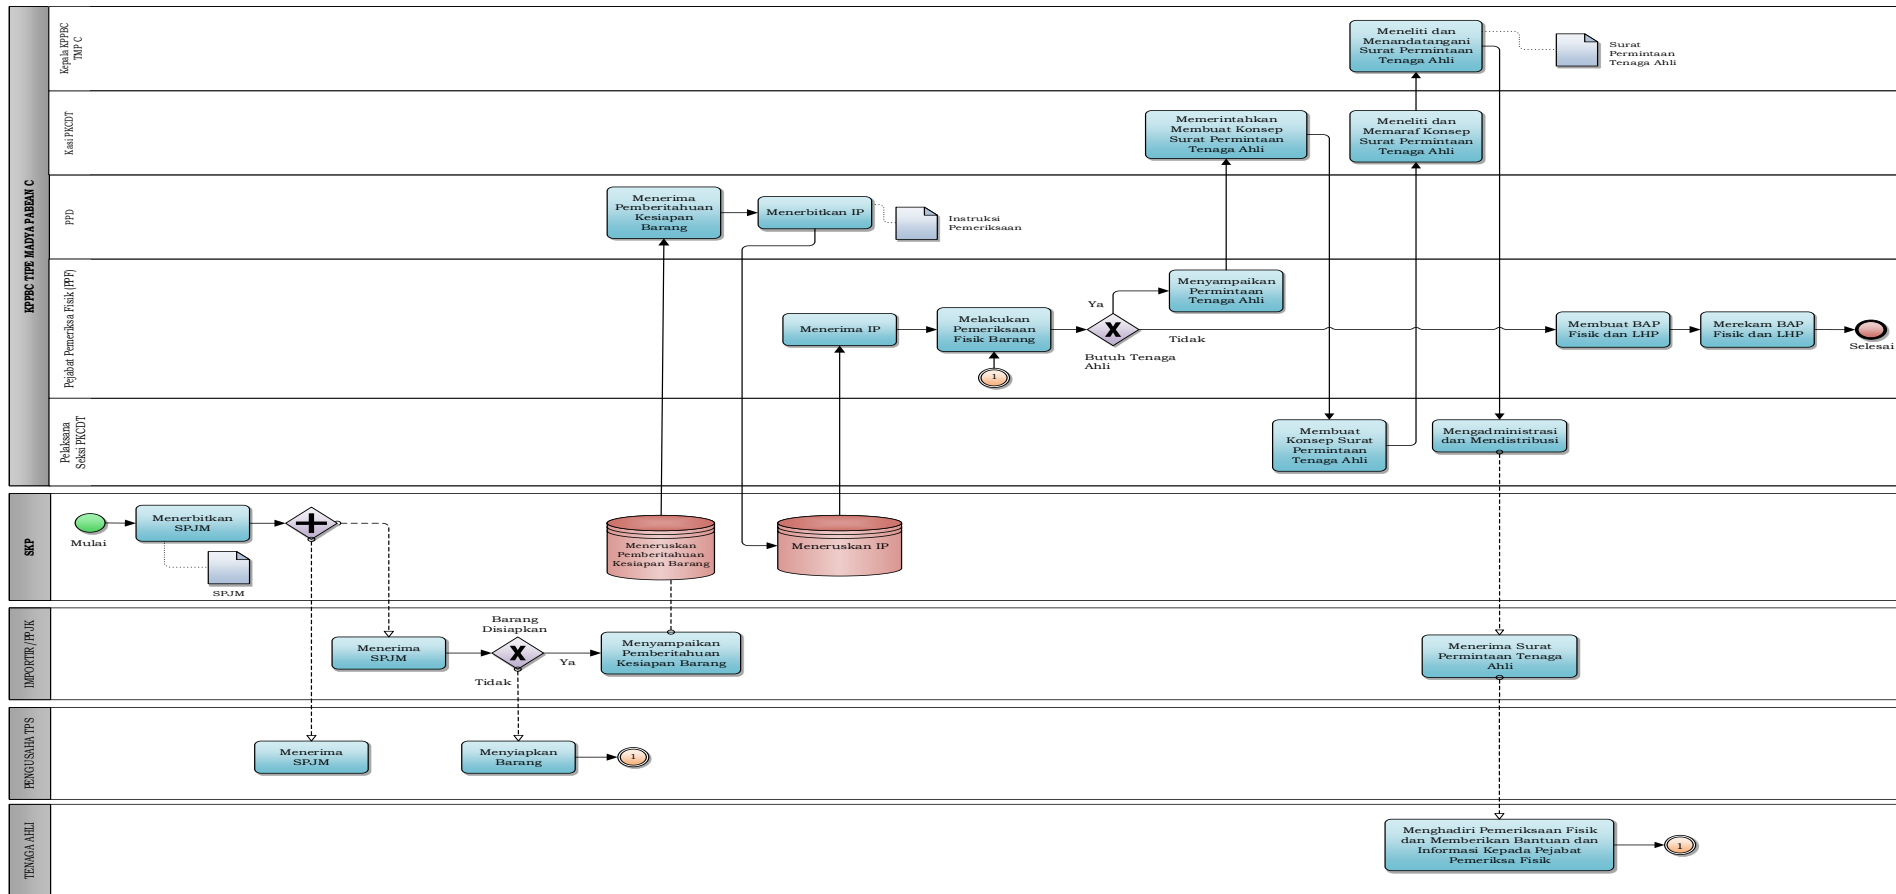 KPPBC TIPE MADYA PABEAN C
Kepala KPPBC
TMP C
Meneliti dan
Menandatangani
Surat Permintaan
Tenaga Ahli
Surat
Permintaan
Tenaga Ahli
Kasi PKCDT
Memerintahkan
Membuat Konsep
Surat Permintaan
Tenaga Ahli
Meneliti dan
Memaraf Konsep
Surat Permintaan
Tenaga Ahli
PPD
Menerima
Pemberitahuan
Kesiapan
Barang
Menerbitkan IP
Instruksi
Pemeriksaan
Pejabat Pemeriksa Fisik (PPF)
Menerima IP
Melakukan
Pemeriksaan
Fisik Barang
1
Ya
Butuh Tenaga
Ahli
Tidak
Menyampaikan
Permintaan
Tenaga Ahli
Membuat BAP
Fisik dan LHP
Merekam BAP
Fisik dan LHP
Selesai
Pelaksana
Seksi PKCDT
Membuat
Konsep Surat
Permintaan
Tenaga Ahli
Mengadministrasi
dan Mendistribusi
SKP
Mulai
Menerbitkan
SPJM
SPJM
Meneruskan
Pemberitahuan
Kesiapan Barang
Meneruskan IP
IMPORTIR/PPJK
Menerima
SPJM
Barang
Disiapkan
Ya
Tidak
Menyampaikan
Pemberitahuan
Kesiapan Barang
Menerima Surat
Permintaan Tenaga
Ahli
PENGUSAHA TPS
Menerima
SPJM
Menyiapkan
Barang
1
TENAGA AHLI
Menghadiri Pemeriksaan Fisik
dan Memberikan Bantuan dan
Informasi Kepada Pejabat
Pemeriksa Fisik
1